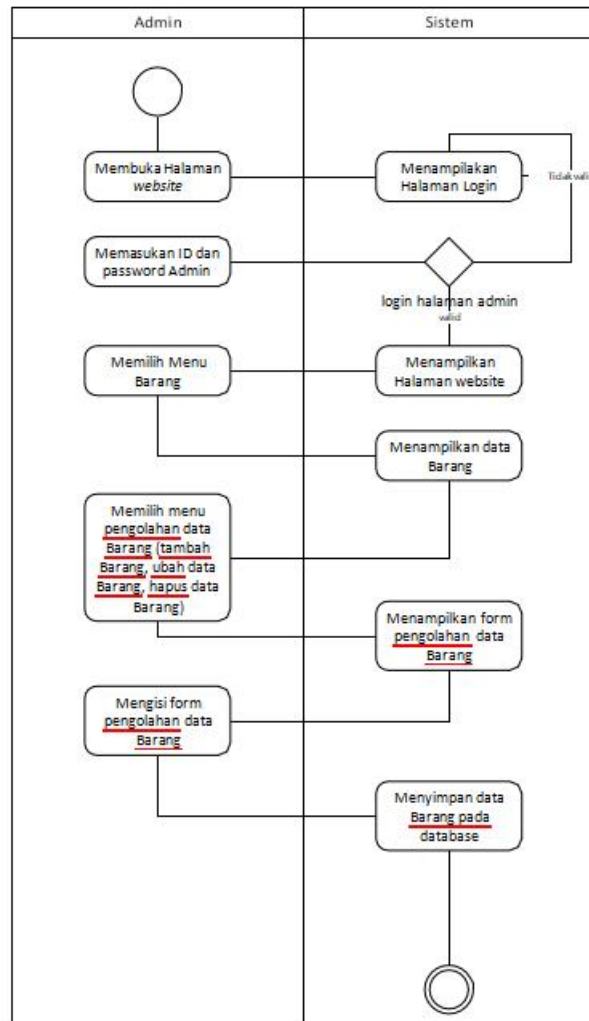 Admin
Sistem
Membuka Halaman
website
Menampilakan
Halaman Login
Tidak valid
Memasukan ID dan
password Admin
login halaman admin
valid
Memilih Menu
Barang
Menampilkan
Halaman website
Menampilkan data
Barang
Memilih menu
pengolahan data
Barang (tambah
Barang, ubah data
Barang, hapus data
Barang)
Menampilkan form
pengolahan data
Barang
Mengisi form
pengolahan data
Barang
Menyimpan data
Barang pada
database